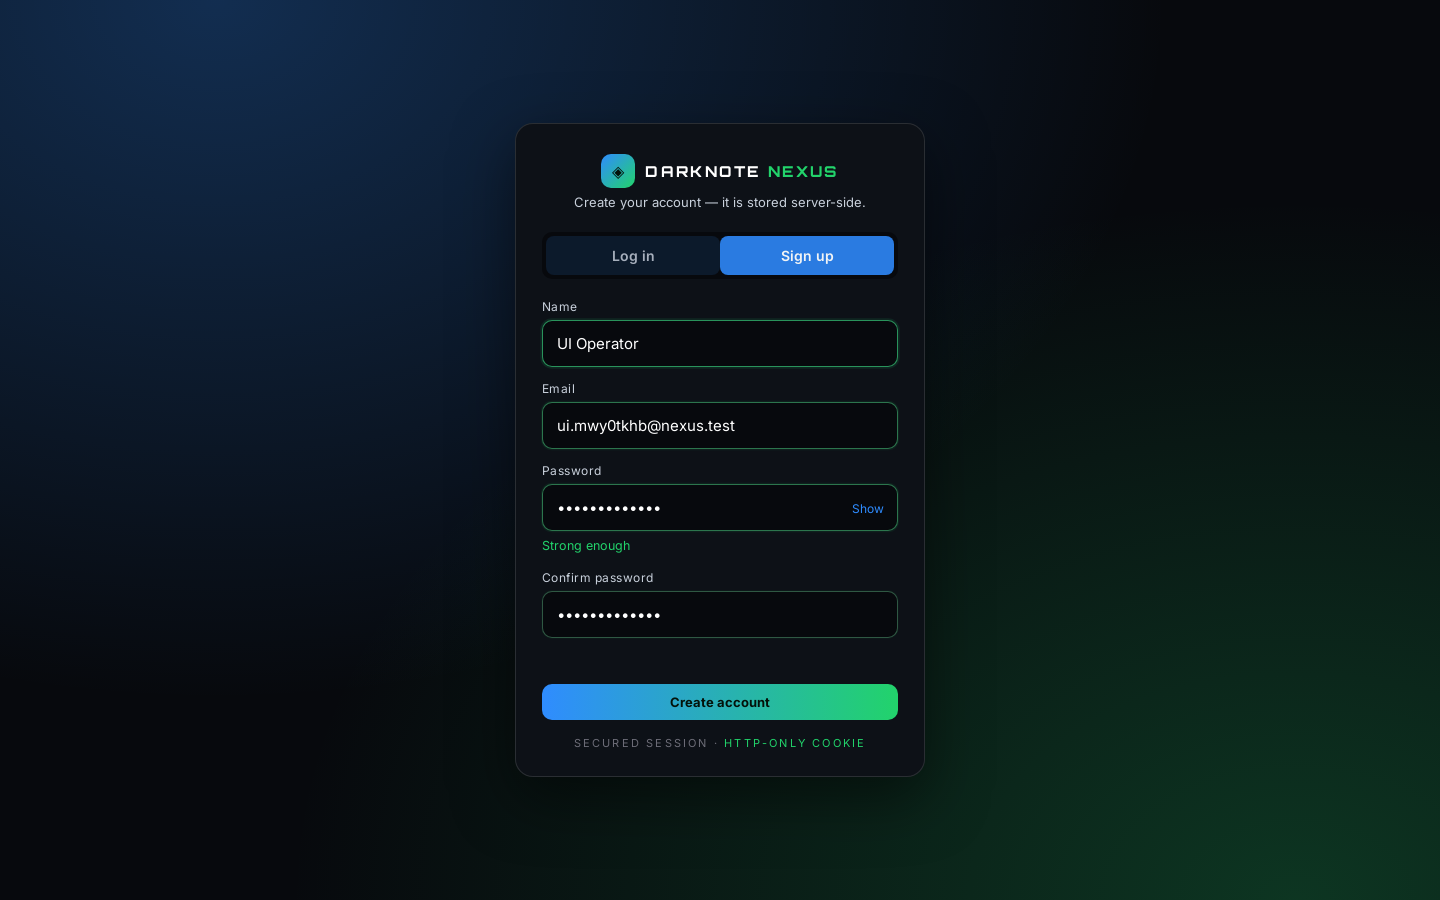 DARKNOTE NEXUS
Create your account — it is stored server-side.
Log in
Sign up
Name
UI Operator
Email
ui.mwy0tkhb@nexus.test
Password
•••••••••••••
Show
Strong enough
Confirm password
•••••••••••••
Create account
SECURED SESSION · HTTP-ONLY COOKIE